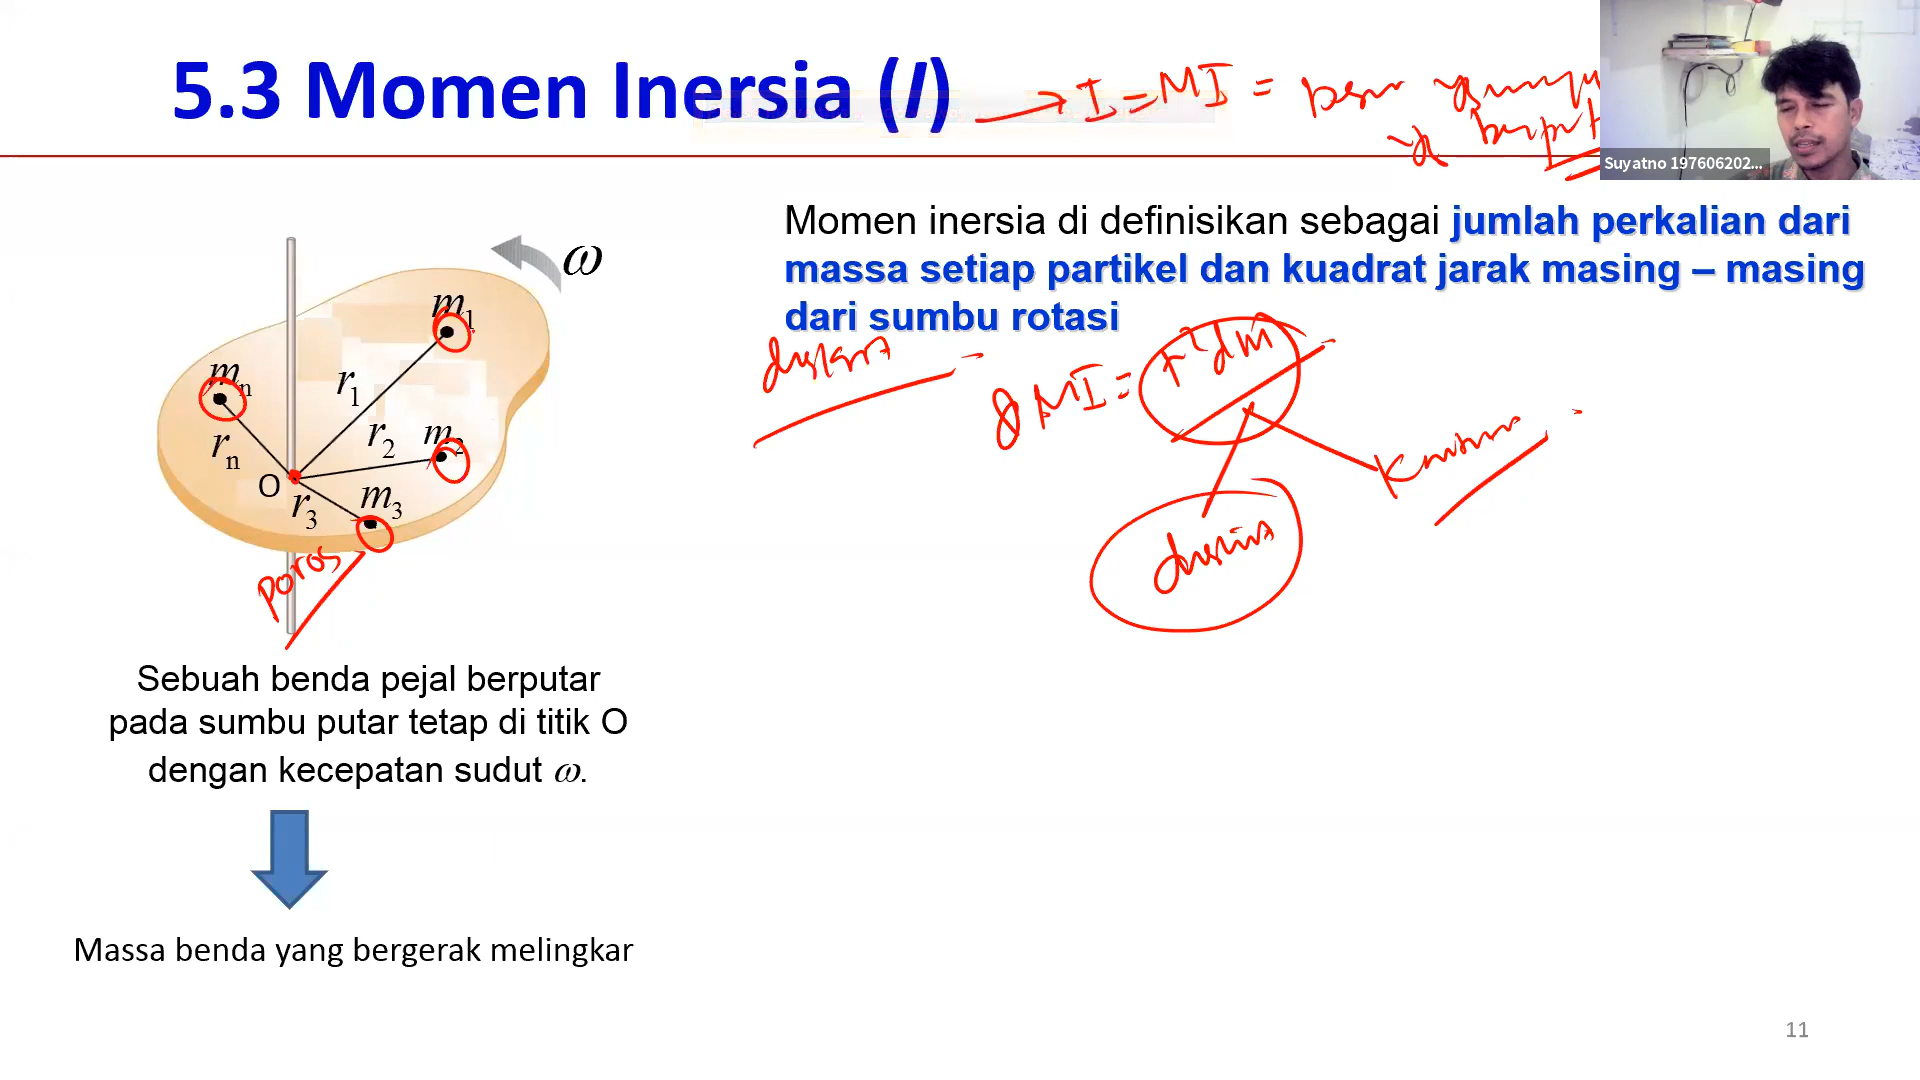 5.3 Momen Inersia (I)
→ I = MI =
Suyatno 197606202...
Momen inersia di definisikan sebagai jumlah perkalian dari
massa setiap partikel dan kuadrat jarak masing – masing
dari sumbu rotasi
MI = r² dm
ω
m1
mn
r1
r2
m2
rn
O
r3
m3
poros
Sebuah benda pejal berputar
pada sumbu putar tetap di titik O
dengan kecepatan sudut ω.
Massa benda yang bergerak melingkar
11